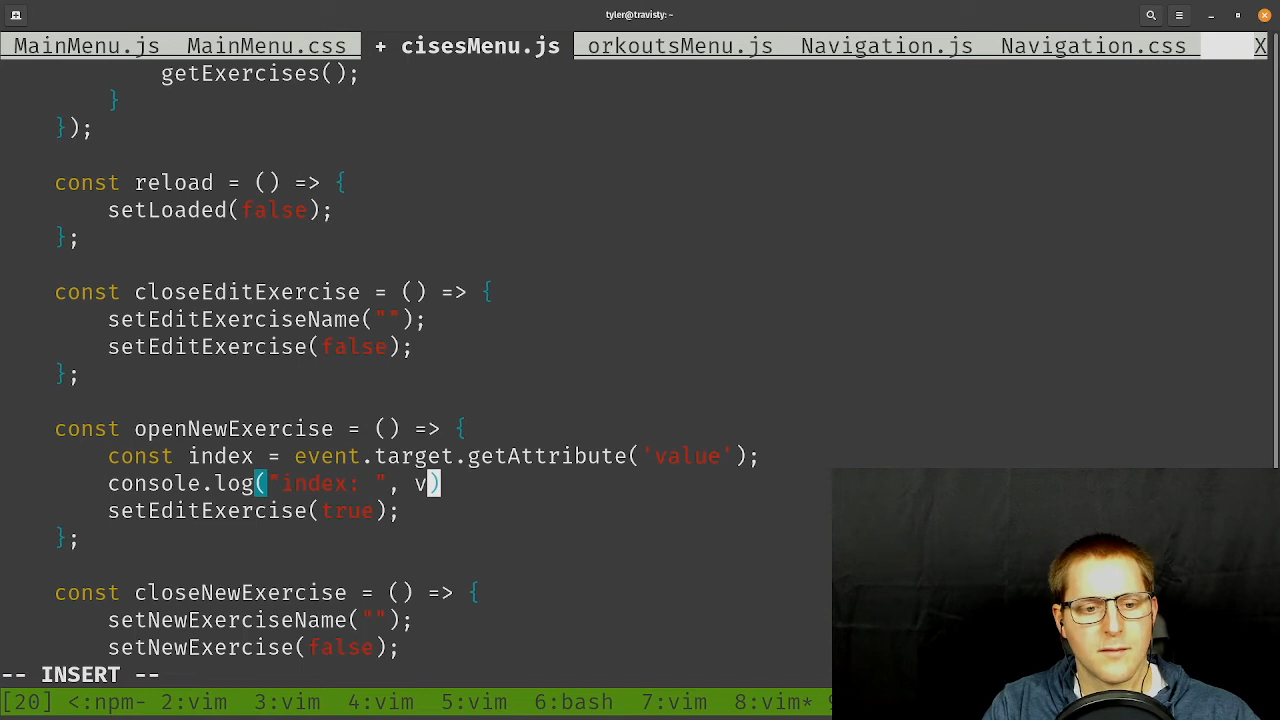 tyler@travisty: ~
MainMenu.js MainMenu.css + cisesMenu.js orkoutsMenu.js Navigation.js Navigation.css X
getExercises();
}
});
const reload = () => {
setLoaded(false);
};
const closeEditExercise = () => {
setEditExerciseName("");
setEditExercise(false);
};
const openNewExercise = () => {
const index = event.target.getAttribute('value');
console.log("index: ", v)
setEditExercise(true);
};
const closeNewExercise = () => {
setNewExerciseName("");
setNewExercise(false);
-- INSERT --
[20] <:npm- 2:vim 3:vim 4:vim 5:vim 6:bash 7:vim 8:vim*